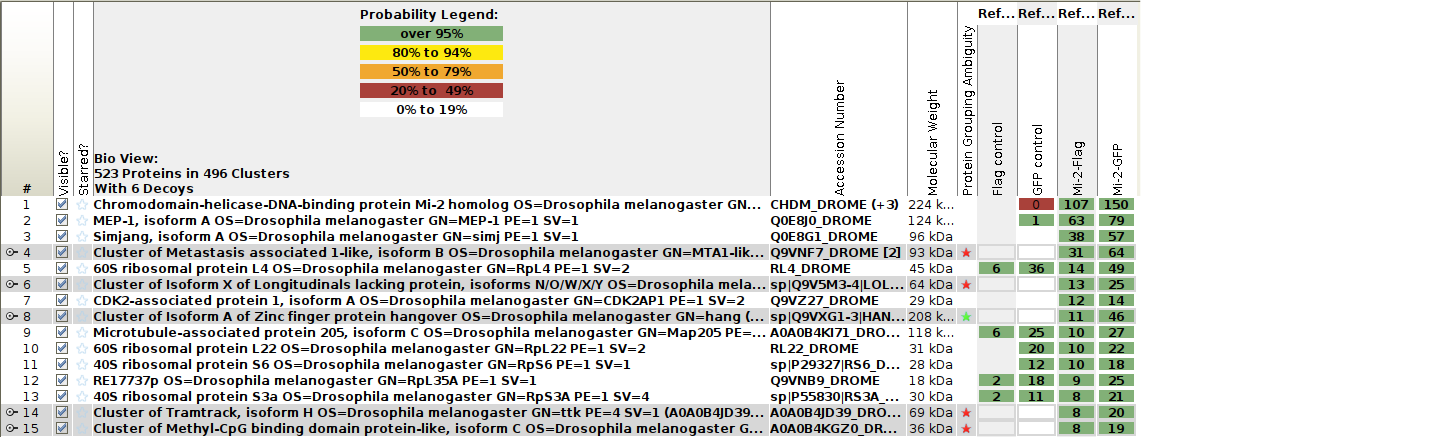 Probability Legend:
over 95%
80% to 94%
50% to 79%
20% to 49%
0% to 19%
Bio View:
523 Proteins in 496 Clusters
With 6 Decoys
# Visible? Starred? Accession Number Molecular Weight Protein Grouping Ambiguity
Ref... Ref... Ref... Ref...
Flag control GFP control Mi-2-Flag Mi-2-GFP
1 Chromodomain-helicase-DNA-binding protein Mi-2 homolog OS=Drosophila melanogaster GN... CHDM_DROME (+3) 224 k... 0 107 150
2 MEP-1, isoform A OS=Drosophila melanogaster GN=MEP-1 PE=1 SV=1 Q0E8J0_DROME 124 k... 1 63 79
3 Simjang, isoform A OS=Drosophila melanogaster GN=simj PE=1 SV=1 Q0E8G1_DROME 96 kDa 38 57
4 Cluster of Metastasis associated 1-like, isoform B OS=Drosophila melanogaster GN=MTA1-lik... Q9VNF7_DROME [2] 93 kDa 31 64
5 60S ribosomal protein L4 OS=Drosophila melanogaster GN=RpL4 PE=1 SV=2 RL4_DROME 45 kDa 6 36 14 49
6 Cluster of Isoform X of Longitudinals lacking protein, isoforms N/O/W/X/Y OS=Drosophila mela... sp|Q9V5M3-4|LOL... 64 kDa 13 25
7 CDK2-associated protein 1, isoform A OS=Drosophila melanogaster GN=CDK2AP1 PE=1 SV=2 Q9VZ27_DROME 29 kDa 12 14
8 Cluster of Isoform A of Zinc finger protein hangover OS=Drosophila melanogaster GN=hang (... sp|Q9VXG1-3|HAN... 208 k... 11 46
9 Microtubule-associated protein 205, isoform C OS=Drosophila melanogaster GN=Map205 PE=... A0A0B4KI71_DRO... 118 k... 6 25 10 27
10 60S ribosomal protein L22 OS=Drosophila melanogaster GN=RpL22 PE=1 SV=2 RL22_DROME 31 kDa 20 10 22
11 40S ribosomal protein S6 OS=Drosophila melanogaster GN=RpS6 PE=1 SV=1 sp|P29327|RS6_D... 28 kDa 12 10 18
12 RE17737p OS=Drosophila melanogaster GN=RpL35A PE=1 SV=1 Q9VNB9_DROME 18 kDa 2 18 9 25
13 40S ribosomal protein S3a OS=Drosophila melanogaster GN=RpS3A PE=1 SV=4 sp|P55830|RS3A_... 30 kDa 2 11 8 21
14 Cluster of Tramtrack, isoform H OS=Drosophila melanogaster GN=ttk PE=4 SV=1 (A0A0B4JD39... A0A0B4JD39_DRO... 69 kDa 8 20
15 Cluster of Methyl-CpG binding domain protein-like, isoform C OS=Drosophila melanogaster G... A0A0B4KGZ0_DR... 36 kDa 8 19